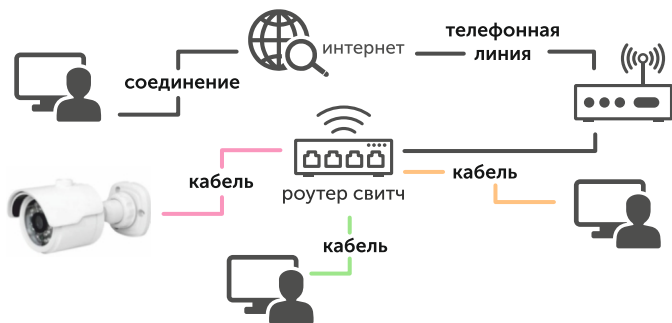 телефонная
линия
интернет
соединение
кабель
кабель
роутер свитч
кабель